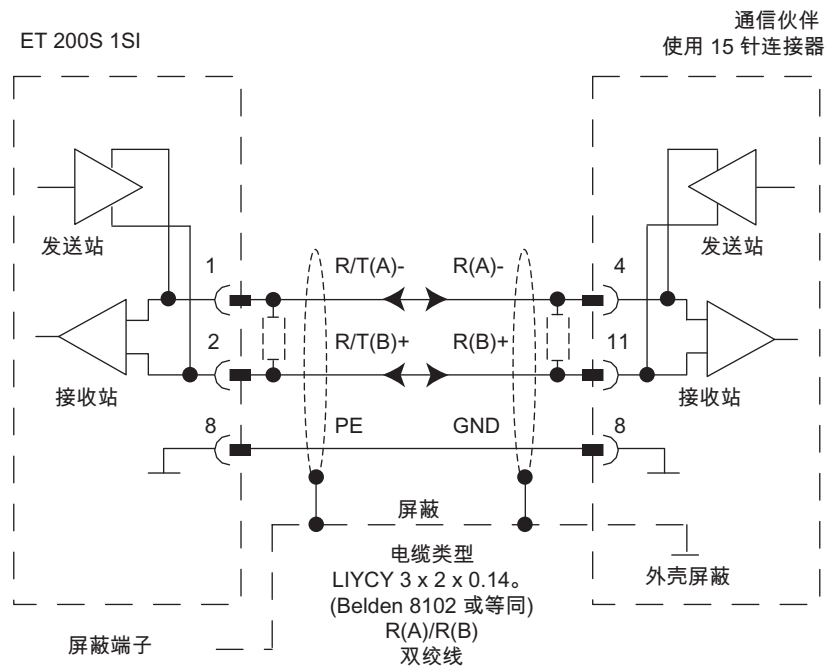 通信伙伴
使用 15 针连接器
ET 200S 1SI
发送站
发送站
1
R/T(A)-
R(A)-
4
2
R/T(B)+
R(B)+
11
接收站
接收站
8
PE
GND
8
屏蔽
电缆类型
LIYCY 3 x 2 x 0.14。
(Belden 8102 或等同)
R(A)/R(B)
双绞线
外壳屏蔽
屏蔽端子